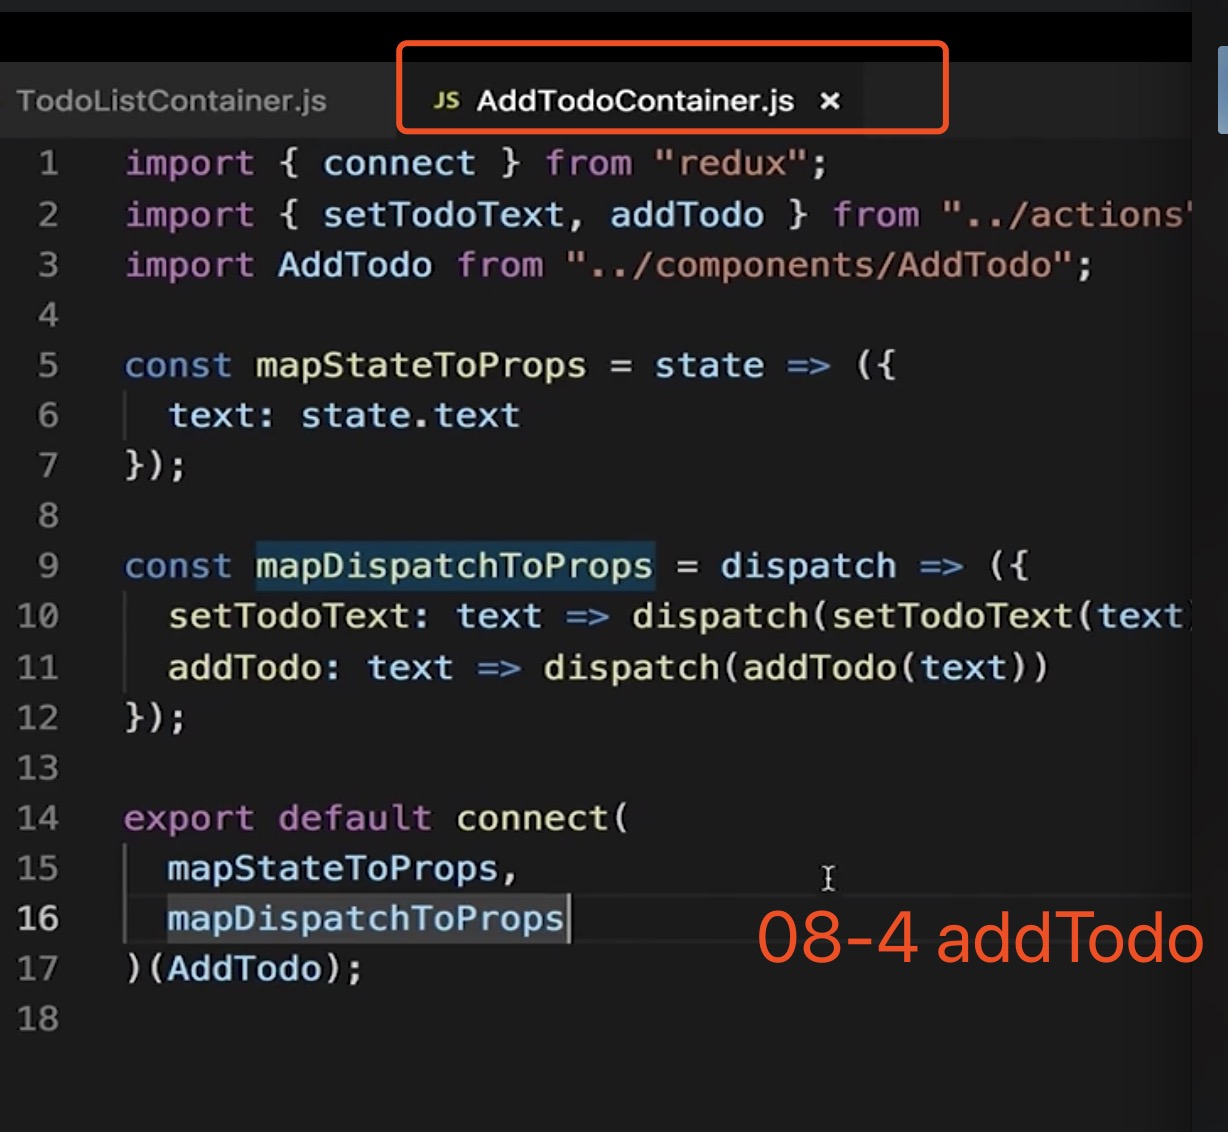 TodoListContainer.js
JS AddTodoContainer.js ×
1 import { connect } from "redux";
2 import { setTodoText, addTodo } from "../actions"
3 import AddTodo from "../components/AddTodo";
4
5 const mapStateToProps = state => ({
6 text: state.text
7 });
8
9 const mapDispatchToProps = dispatch => ({
10 setTodoText: text => dispatch(setTodoText(text)
11 addTodo: text => dispatch(addTodo(text))
12 });
13
14 export default connect(
15 mapStateToProps,
16 mapDispatchToProps
08-4 addTodo
17 )(AddTodo);
18